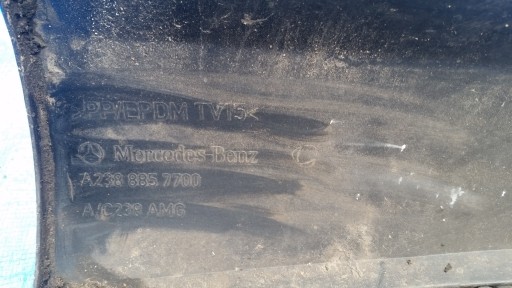 >PP/EPDM TV15<
Mercedes-Benz
A238 885 7700
A/C238 AMG